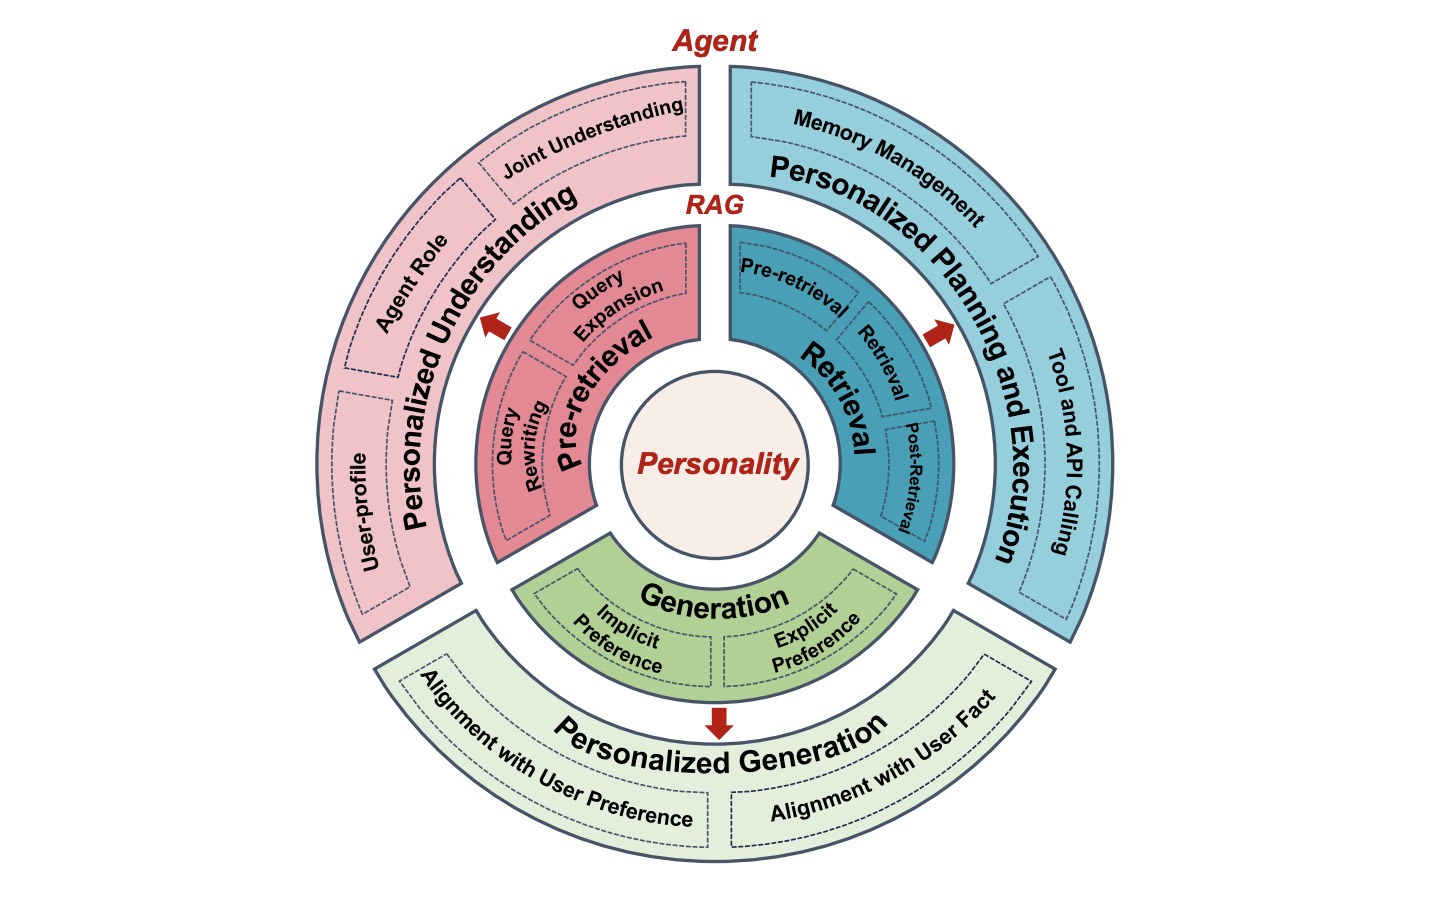 Agent
Joint Understanding
Agent Role
User-profile
Personalized Understanding
Memory Management
Tool and API Calling
Personalized Planning and Execution
RAG
Query
Expansion
Query
Rewriting
Pre-retrieval
Pre-retrieval
Retrieval
Post-Retrieval
Retrieval
Personality
Generation
Implicit
Preference
Explicit
Preference
Personalized Generation
Alignment with User Preference
Alignment with User Fact